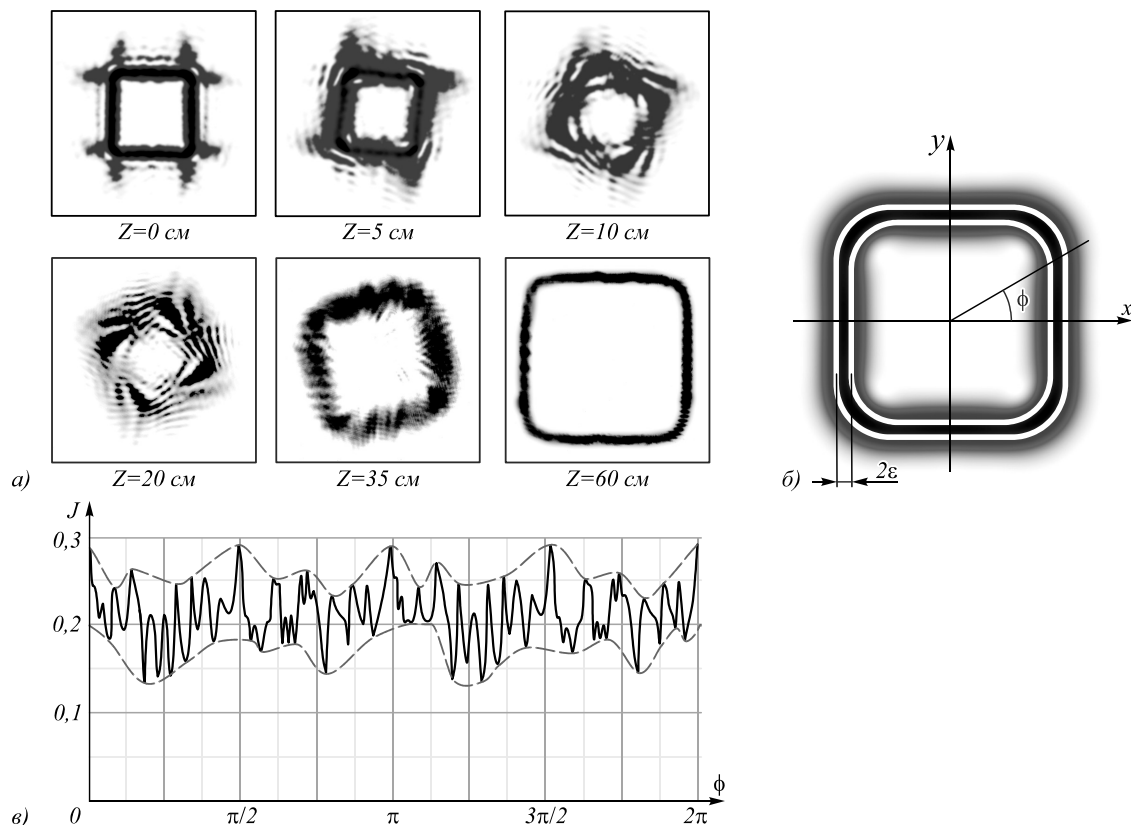 Z=0 см
Z=5 см
Z=10 см
Z=20 см
Z=35 см
Z=60 см
а)
y
x
ϕ
2ε
б)
J
0,3
0,2
0,1
0
π/2
π
3π/2
2π
ϕ
в)